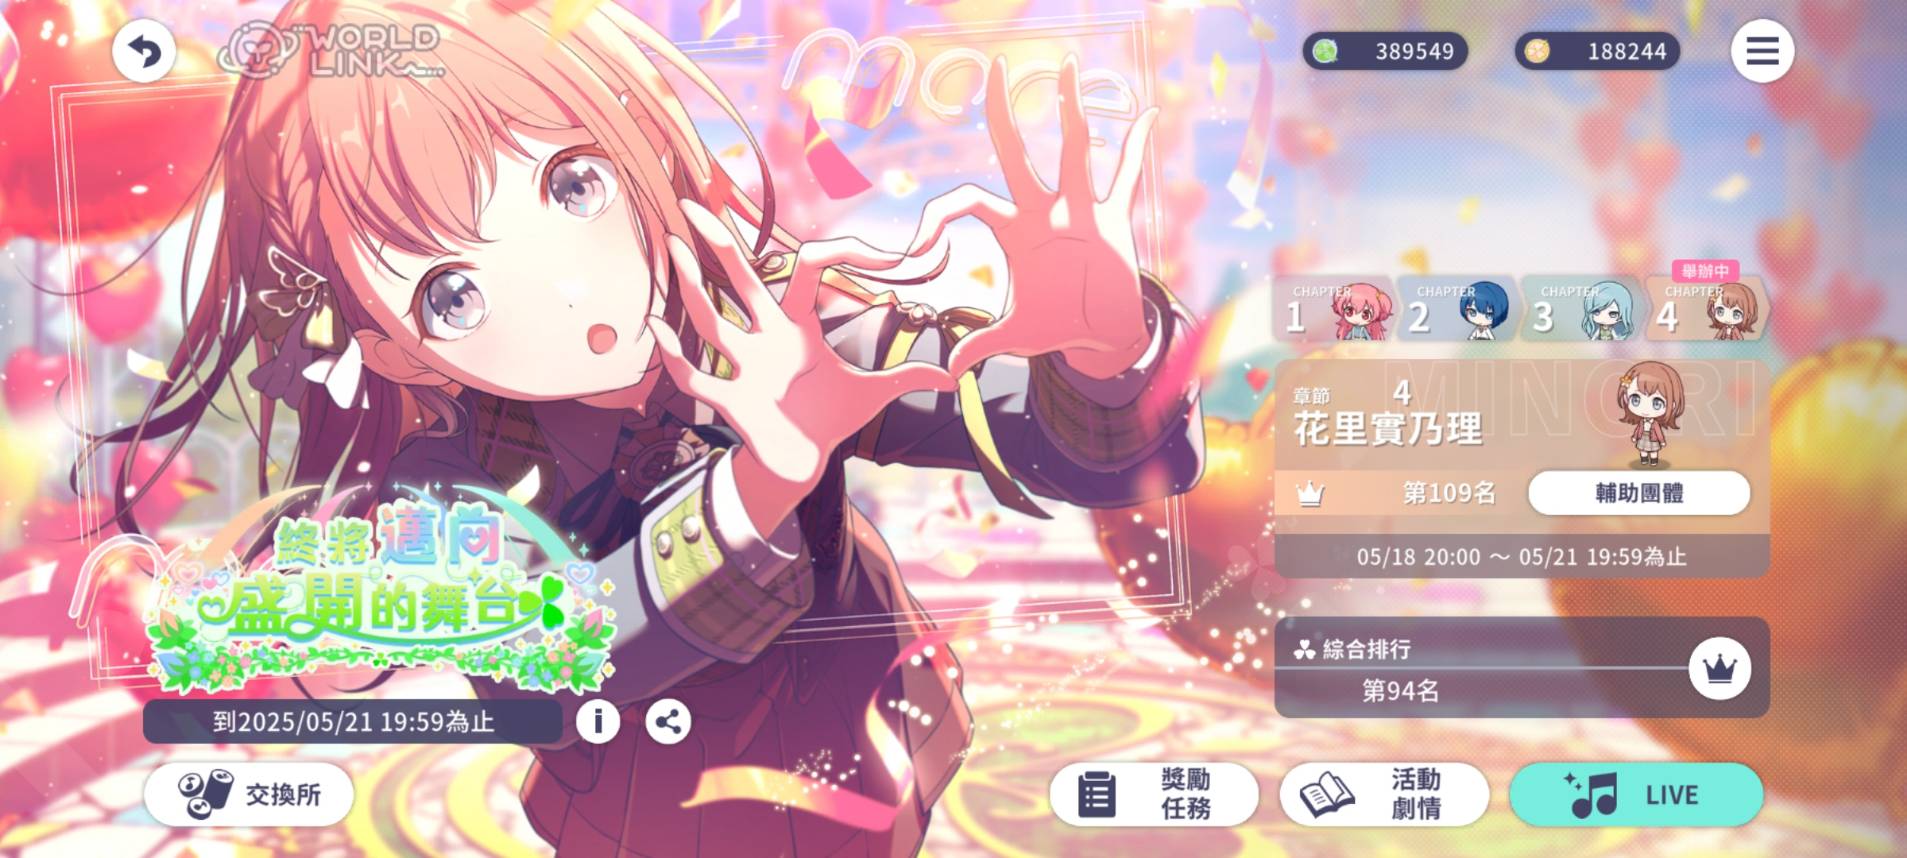 WORLD
LINK
more
389549
188244
舉辦中
CHAPTER
1
CHAPTER
2
CHAPTER
3
CHAPTER
4
MINORI
章節 4
花里實乃理
第109名
輔助團體
05/18 20:00 ～ 05/21 19:59為止
綜合排行
第94名
終將邁向
盛開的舞台
到2025/05/21 19:59為止
交換所
獎勵
任務
活動
劇情
LIVE